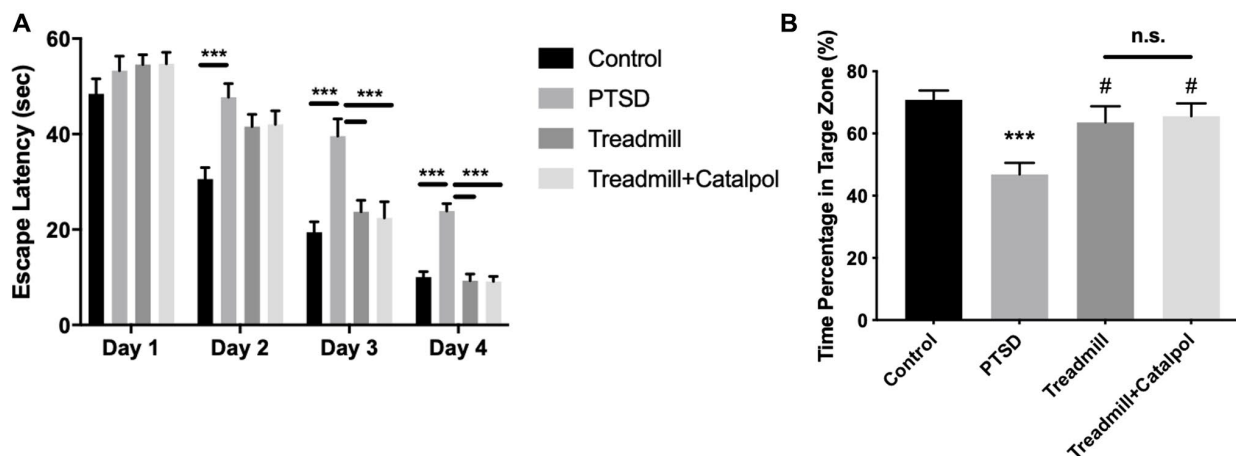 A
Escape Latency (sec)
60
40
20
0
***
***
***
***
***
Day 1
Day 2
Day 3
Day 4
Control
PTSD
Treadmill
Treadmill+Catalpol
B
Time Percentage in Targe Zone (%)
80
60
40
20
0
***
#
#
n.s.
Control
PTSD
Treadmill
Treadmill+Catalpol